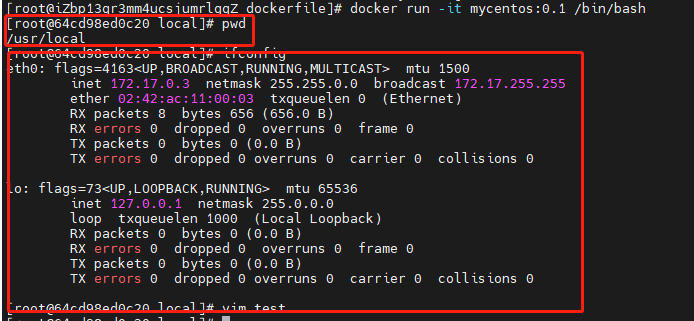 [root@iZbp13qr3mm4ucsjumrlgqZ dockerfile]# docker run -it mycentos:0.1 /bin/bash
[root@64cd98ed0c20 local]# pwd
/usr/local
[root@64cd98ed0c20 local]# ifconfig
eth0: flags=4163<UP,BROADCAST,RUNNING,MULTICAST>  mtu 1500
        inet 172.17.0.3  netmask 255.255.0.0  broadcast 172.17.255.255
        ether 02:42:ac:11:00:03  txqueuelen 0  (Ethernet)
        RX packets 8  bytes 656 (656.0 B)
        RX errors 0  dropped 0  overruns 0  frame 0
        TX packets 0  bytes 0 (0.0 B)
        TX errors 0  dropped 0 overruns 0  carrier 0  collisions 0
lo: flags=73<UP,LOOPBACK,RUNNING>  mtu 65536
        inet 127.0.0.1  netmask 255.0.0.0
        loop  txqueuelen 1000  (Local Loopback)
        RX packets 0  bytes 0 (0.0 B)
        RX errors 0  dropped 0  overruns 0  frame 0
        TX packets 0  bytes 0 (0.0 B)
        TX errors 0  dropped 0 overruns 0  carrier 0  collisions 0
[root@64cd98ed0c20 local]# vim test
[root@64cd98ed0c20 local]#